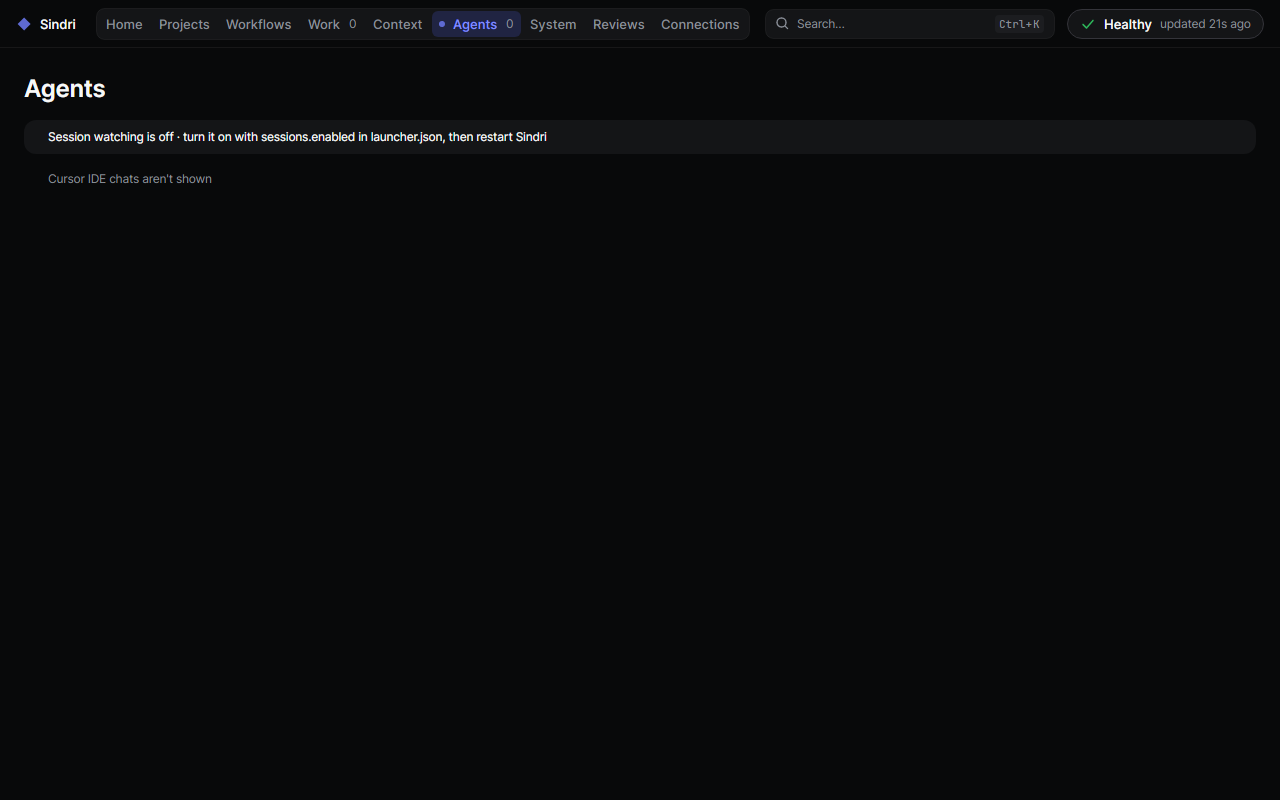 Sindri Home Projects Workflows Work 0 Context Agents 0 System Reviews Connections Search... Ctrl+K Healthy updated 21s ago
Agents
Session watching is off · turn it on with sessions.enabled in launcher.json, then restart Sindri
Cursor IDE chats aren't shown